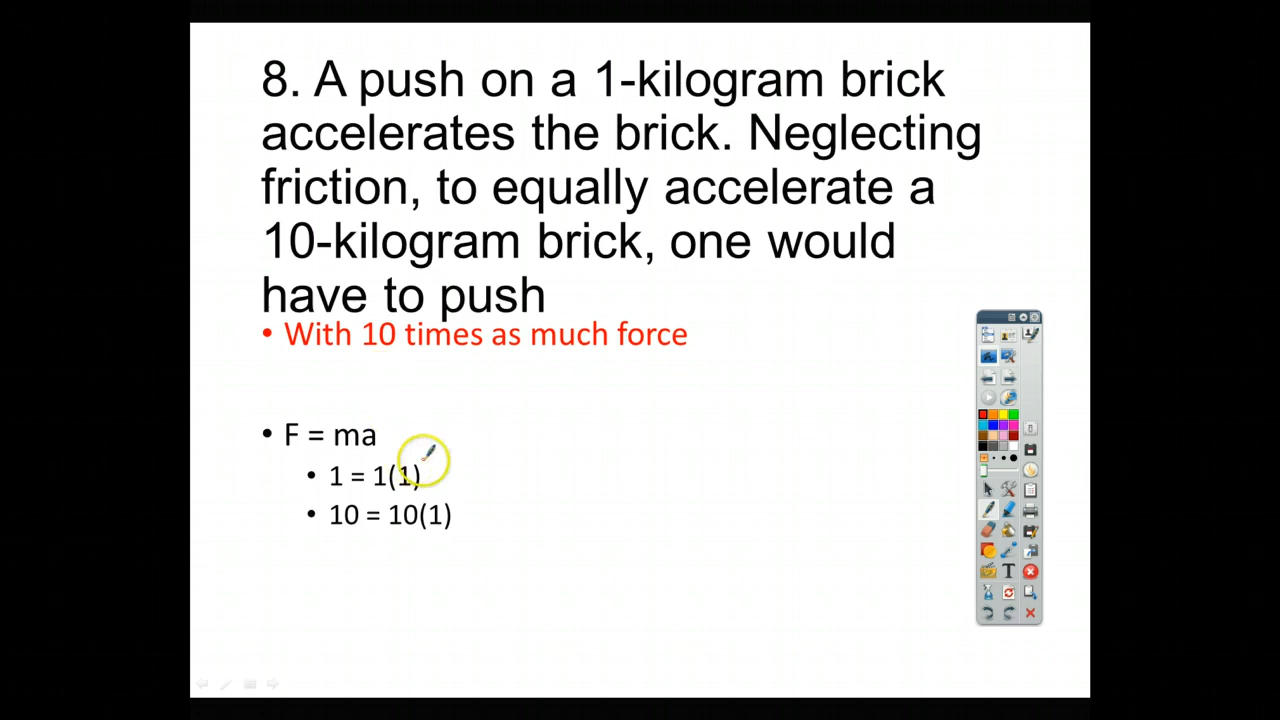 8. A push on a 1-kilogram brick
accelerates the brick. Neglecting
friction, to equally accelerate a
10-kilogram brick, one would
have to push
• With 10 times as much force
• F = ma
• 1 = 1(1)
• 10 = 10(1)
T